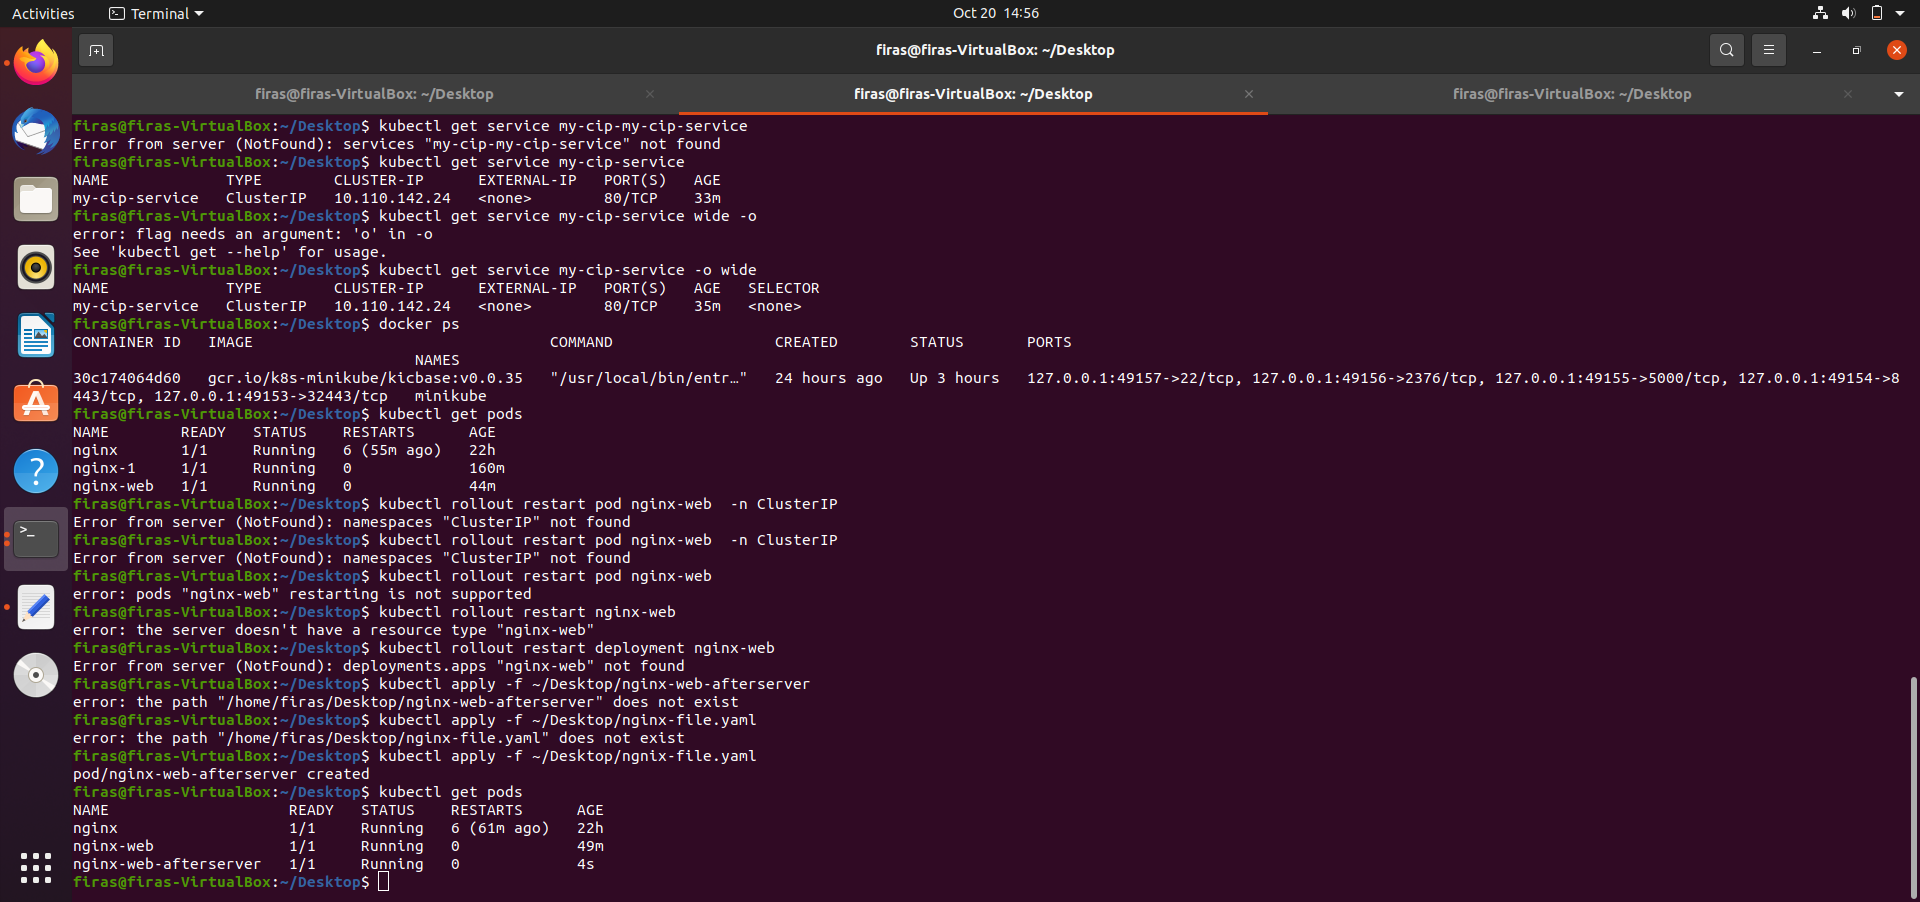 Activities
Terminal
Oct 20 14:56
firas@firas-VirtualBox: ~/Desktop
firas@firas-VirtualBox: ~/Desktop
firas@firas-VirtualBox: ~/Desktop
firas@firas-VirtualBox: ~/Desktop
firas@firas-VirtualBox:~/Desktop$ kubectl get service my-cip-my-cip-service
Error from server (NotFound): services "my-cip-my-cip-service" not found
firas@firas-VirtualBox:~/Desktop$ kubectl get service my-cip-service
NAME             TYPE        CLUSTER-IP      EXTERNAL-IP   PORT(S)   AGE
my-cip-service   ClusterIP   10.110.142.24   <none>        80/TCP    33m
firas@firas-VirtualBox:~/Desktop$ kubectl get service my-cip-service wide -o
error: flag needs an argument: 'o' in -o
See 'kubectl get --help' for usage.
firas@firas-VirtualBox:~/Desktop$ kubectl get service my-cip-service -o wide
NAME             TYPE        CLUSTER-IP      EXTERNAL-IP   PORT(S)   AGE   SELECTOR
my-cip-service   ClusterIP   10.110.142.24   <none>        80/TCP    35m   <none>
firas@firas-VirtualBox:~/Desktop$ docker ps
CONTAINER ID   IMAGE                                 COMMAND                  CREATED        STATUS       PORTS
NAMES
30c174064d60   gcr.io/k8s-minikube/kicbase:v0.0.35   "/usr/local/bin/entr…"   24 hours ago   Up 3 hours   127.0.0.1:49157->22/tcp, 127.0.0.1:49156->2376/tcp, 127.0.0.1:49155->5000/tcp, 127.0.0.1:49154->8
443/tcp, 127.0.0.1:49153->32443/tcp   minikube
firas@firas-VirtualBox:~/Desktop$ kubectl get pods
NAME        READY   STATUS    RESTARTS      AGE
nginx       1/1     Running   6 (55m ago)   22h
nginx-1     1/1     Running   0             160m
nginx-web   1/1     Running   0             44m
firas@firas-VirtualBox:~/Desktop$ kubectl rollout restart pod nginx-web  -n ClusterIP
Error from server (NotFound): namespaces "ClusterIP" not found
firas@firas-VirtualBox:~/Desktop$ kubectl rollout restart pod nginx-web  -n ClusterIP
Error from server (NotFound): namespaces "ClusterIP" not found
firas@firas-VirtualBox:~/Desktop$ kubectl rollout restart pod nginx-web
error: pods "nginx-web" restarting is not supported
firas@firas-VirtualBox:~/Desktop$ kubectl rollout restart nginx-web
error: the server doesn't have a resource type "nginx-web"
firas@firas-VirtualBox:~/Desktop$ kubectl rollout restart deployment nginx-web
Error from server (NotFound): deployments.apps "nginx-web" not found
firas@firas-VirtualBox:~/Desktop$ kubectl apply -f ~/Desktop/nginx-web-afterserver
error: the path "/home/firas/Desktop/nginx-web-afterserver" does not exist
firas@firas-VirtualBox:~/Desktop$ kubectl apply -f ~/Desktop/nginx-file.yaml
error: the path "/home/firas/Desktop/nginx-file.yaml" does not exist
firas@firas-VirtualBox:~/Desktop$ kubectl apply -f ~/Desktop/ngnix-file.yaml
pod/nginx-web-afterserver created
firas@firas-VirtualBox:~/Desktop$ kubectl get pods
NAME                    READY   STATUS    RESTARTS      AGE
nginx                   1/1     Running   6 (61m ago)   22h
nginx-web               1/1     Running   0             49m
nginx-web-afterserver   1/1     Running   0             4s
firas@firas-VirtualBox:~/Desktop$